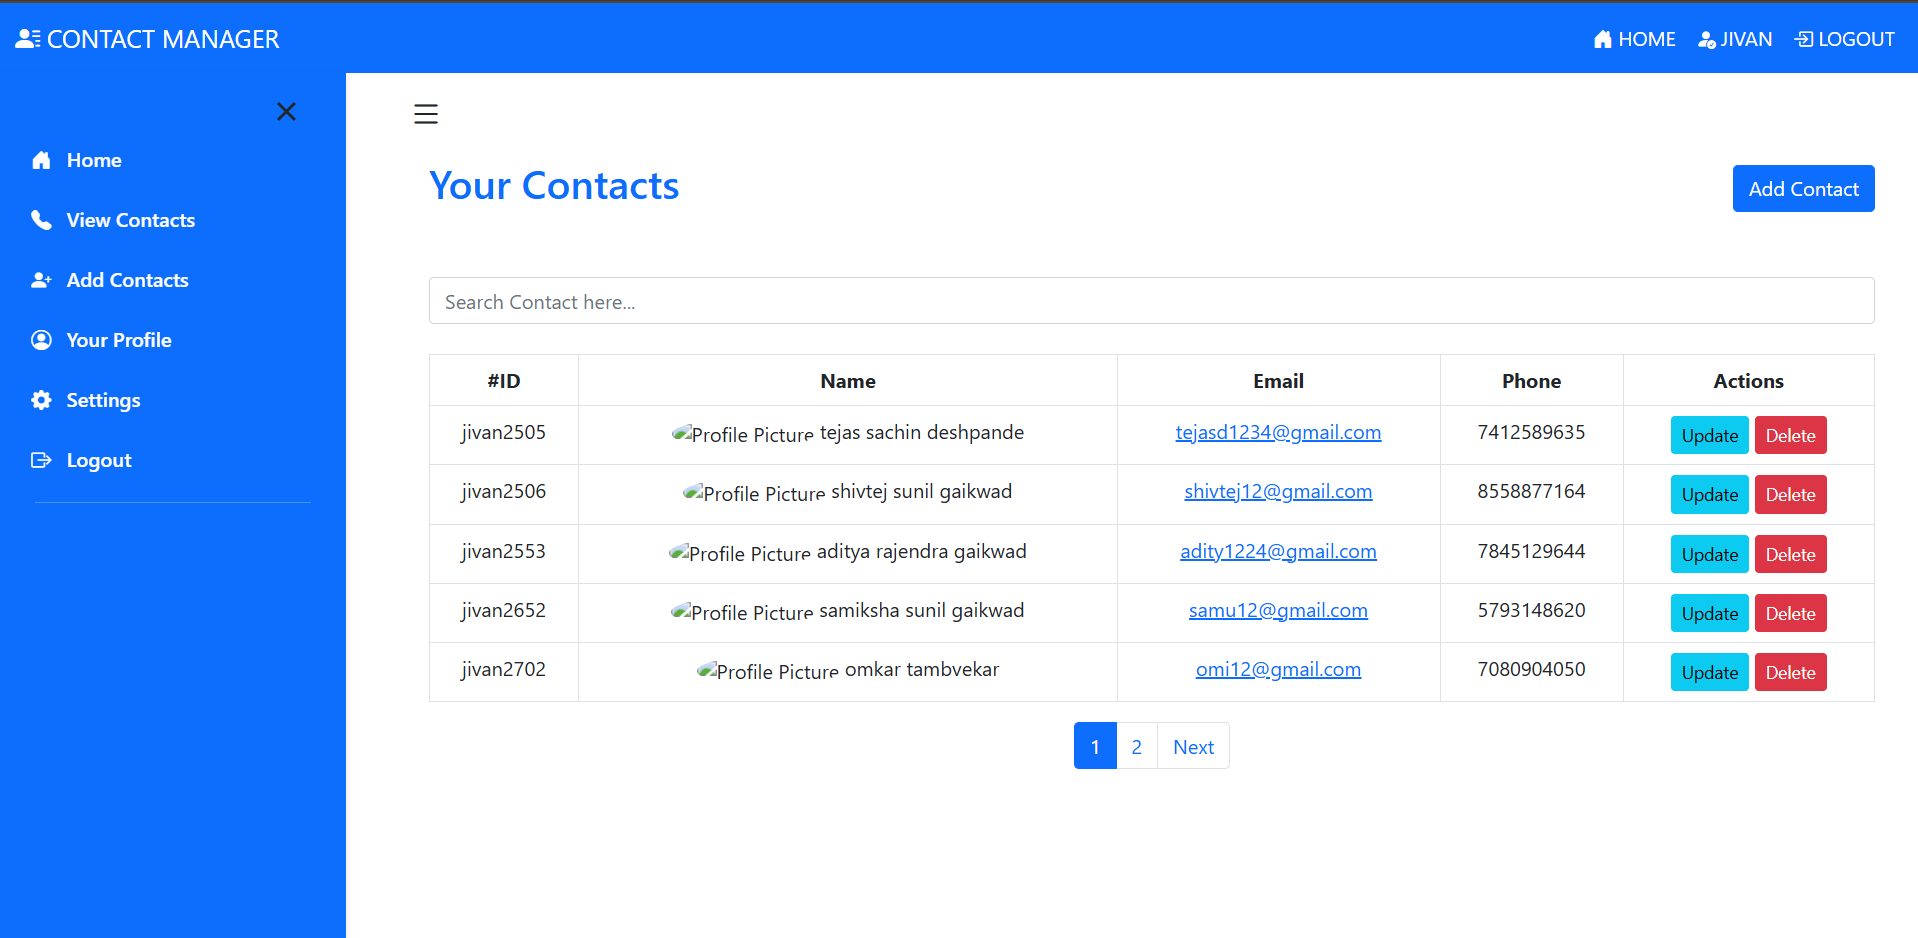 CONTACT MANAGER HOME JIVAN LOGOUT
Home
View Contacts
Add Contacts
Your Profile
Settings
Logout
Your Contacts Add Contact
Search Contact here...
#ID Name Email Phone Actions
jivan2505 Profile Picture tejas sachin deshpande tejasd1234@gmail.com 7412589635 Update Delete
jivan2506 Profile Picture shivtej sunil gaikwad shivtej12@gmail.com 8558877164 Update Delete
jivan2553 Profile Picture aditya rajendra gaikwad adity1224@gmail.com 7845129644 Update Delete
jivan2652 Profile Picture samiksha sunil gaikwad samu12@gmail.com 5793148620 Update Delete
jivan2702 Profile Picture omkar tambvekar omi12@gmail.com 7080904050 Update Delete
1 2 Next